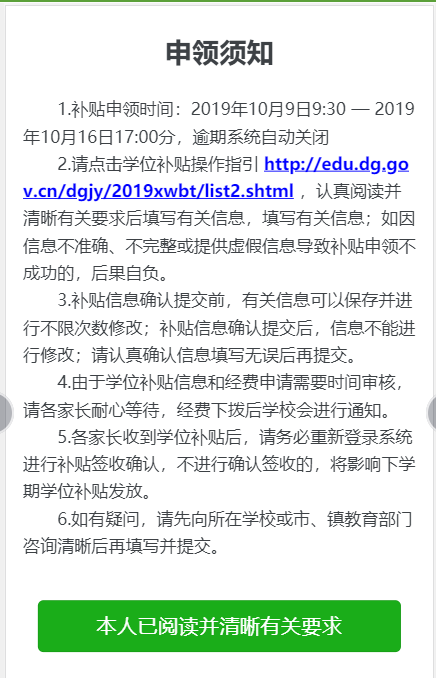 申领须知
1.补贴申领时间：2019年10月9日9:30 — 2019
年10月16日17:00分，逾期系统自动关闭
2.请点击学位补贴操作指引 http://edu.dg.go
v.cn/dgjy/2019xwbt/list2.shtml ，认真阅读并
清晰有关要求后填写有关信息，填写有关信息；如因
信息不准确、不完整或提供虚假信息导致补贴申领不
成功的，后果自负。
3.补贴信息确认提交前，有关信息可以保存并进
行不限次数修改；补贴信息确认提交后，信息不能进
行修改；请认真确认信息填写无误后再提交。
4.由于学位补贴信息和经费申请需要时间审核，
请各家长耐心等待，经费下拨后学校会进行通知。
5.各家长收到学位补贴后，请务必重新登录系统
进行补贴签收确认，不进行确认签收的，将影响下学
期学位补贴发放。
6.如有疑问，请先向所在学校或市、镇教育部门
咨询清晰后再填写并提交。
本人已阅读并清晰有关要求